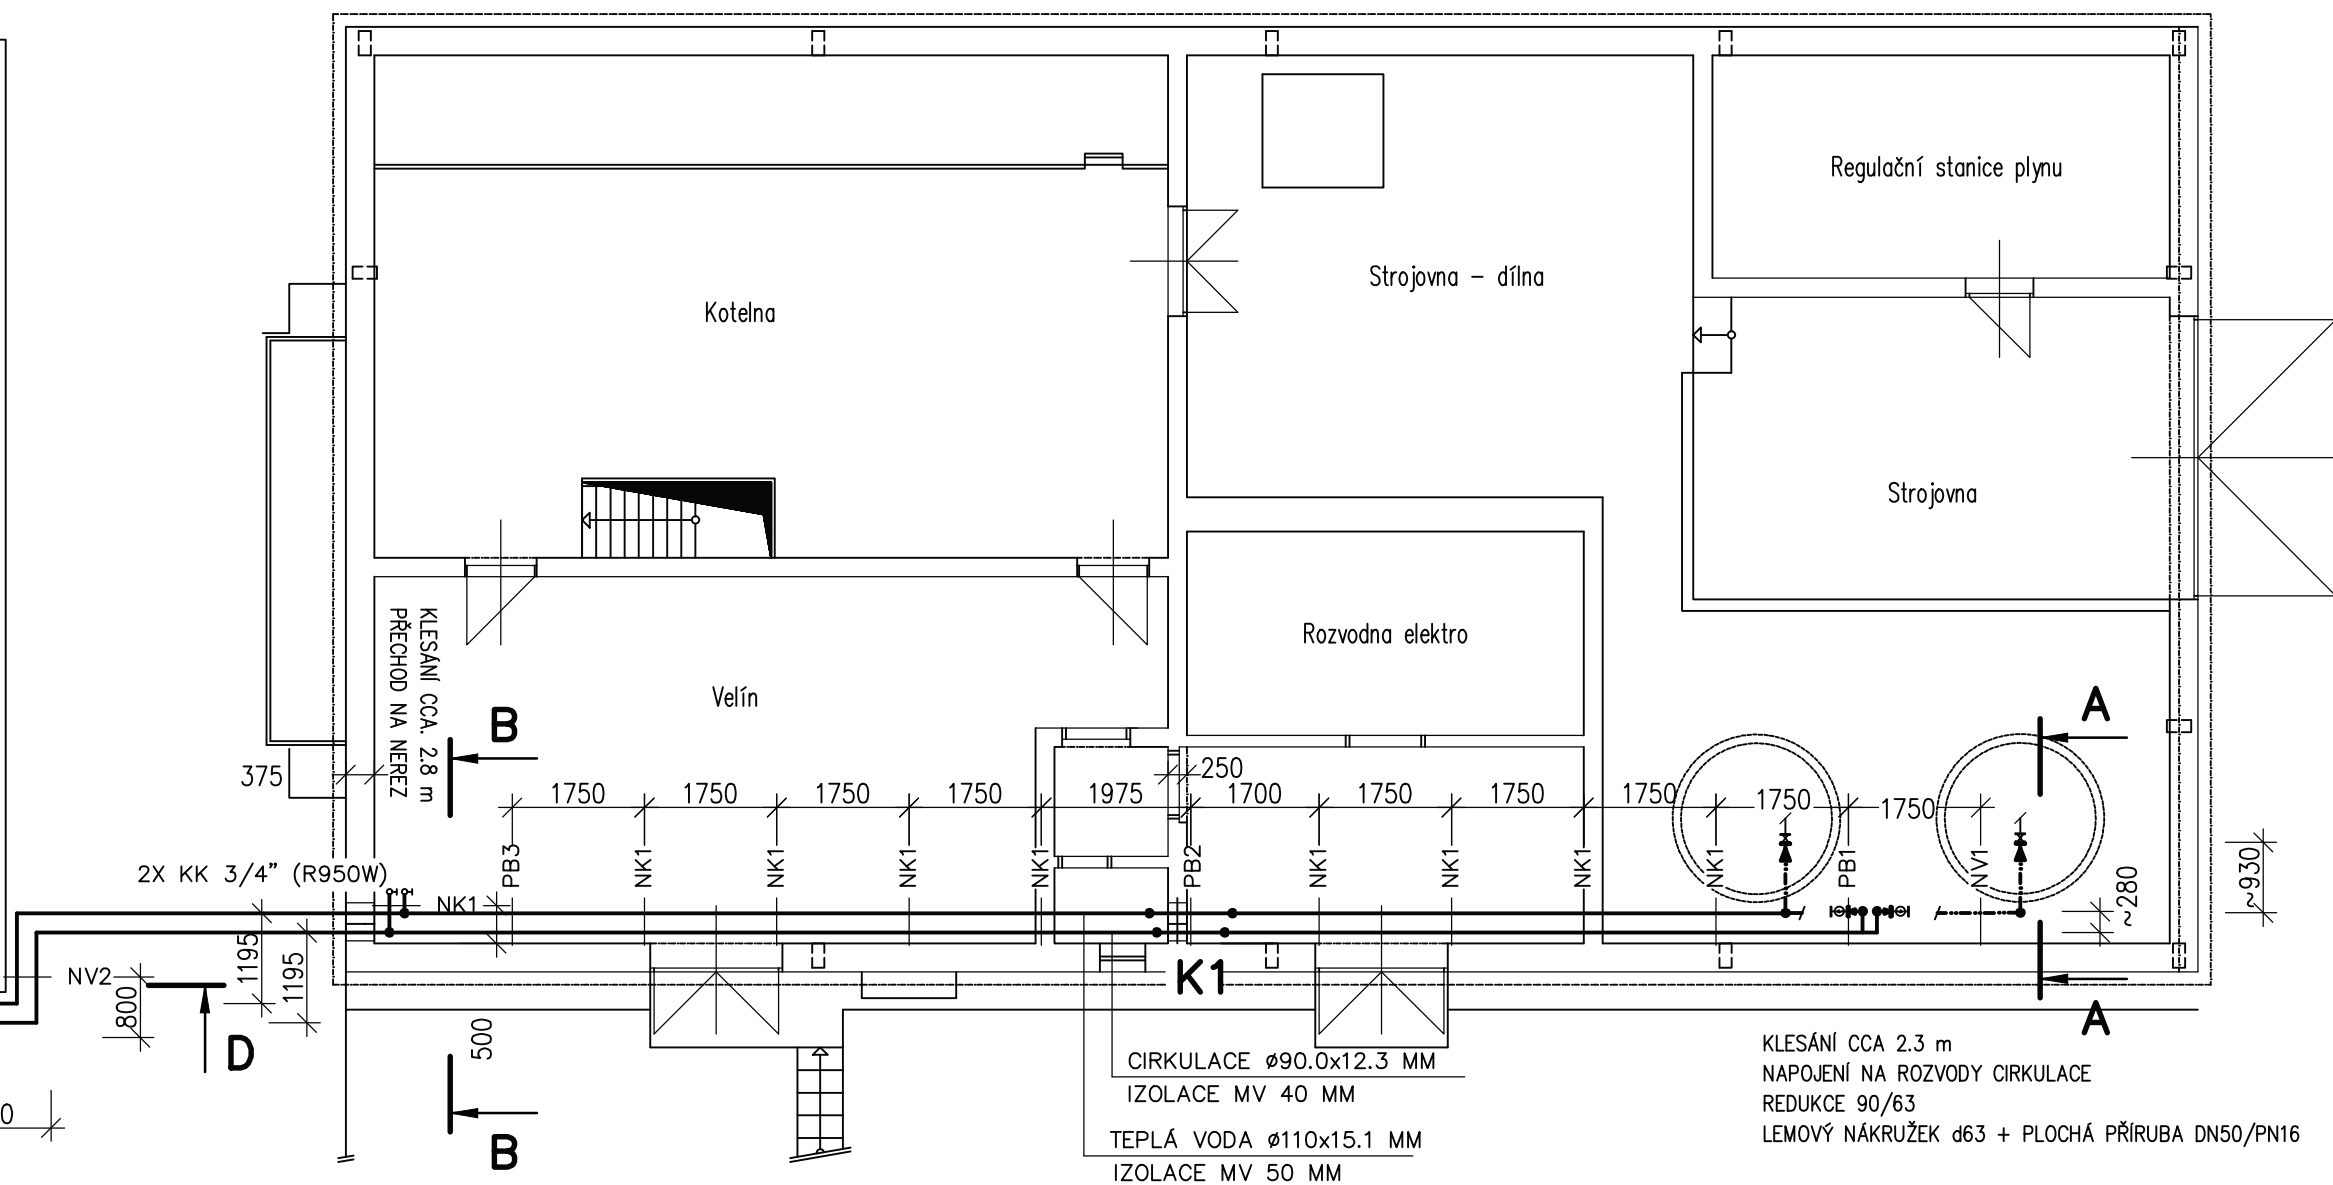 Regulační stanice plynu
Strojovna – dílna
Kotelna
Strojovna
Rozvodna elektro
Velín
KLESÁNÍ CCA. 2.8 m
PŘECHOD NA NEREZ
B
A
375
250
1750
1750
1750
1750
1975
1700
1750
1750
1750
1750
1750
PB3
NK1
NK1
NK1
NK1
PB2
NK1
NK1
NK1
NK1
PB1
NV1
2X KK 3/4” (R950W)
NK1
~280
~930
1195
1195
NV2
800
D
K1
500
A
B
0
CIRKULACE ø90.0x12.3 MM
IZOLACE MV 40 MM
TEPLÁ VODA ø110x15.1 MM
IZOLACE MV 50 MM
KLESÁNÍ CCA 2.3 m
NAPOJENÍ NA ROZVODY CIRKULACE
REDUKCE 90/63
LEMOVÝ NÁKRUŽEK d63 + PLOCHÁ PŘÍRUBA DN50/PN16